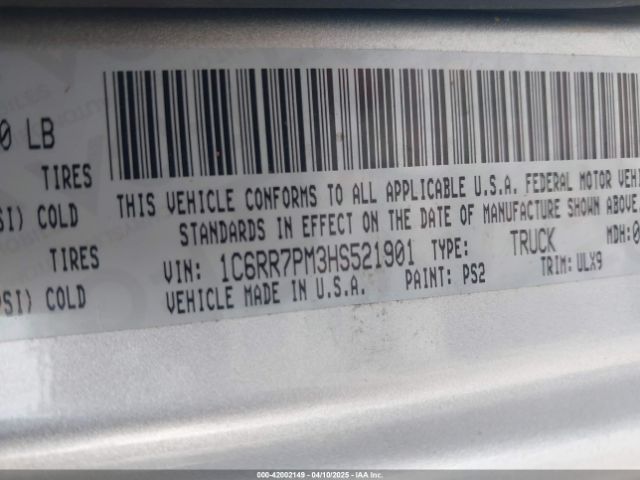 0 LB
TIRES
SI) COLD
TIRES
PSI) COLD
THIS VEHICLE CONFORMS TO ALL APPLICABLE U.S.A. FEDERAL MOTOR VEHI
STANDARDS IN EFFECT ON THE DATE OF MANUFACTURE SHOWN ABOVE.
VIN: 1C6RR7PM3HS521901 TYPE: TRUCK MDH:0
VEHICLE MADE IN U.S.A. PAINT: PS2 TRIM: ULX9
000-42002149 - 04/10/2025 - IAA Inc.